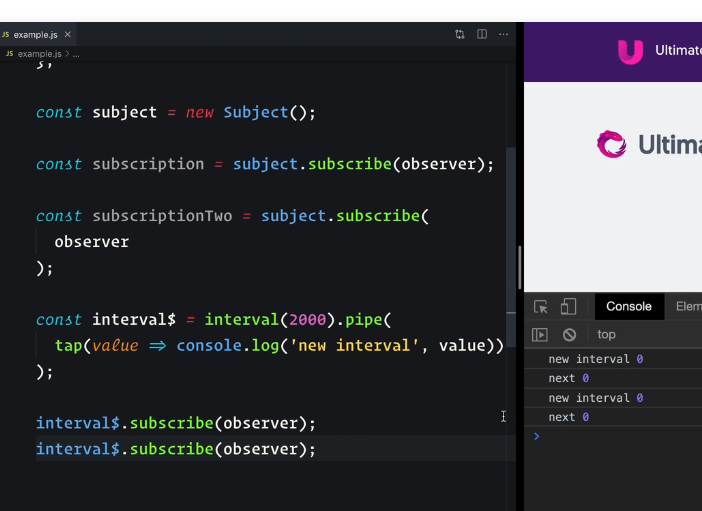 JS example.js ×
JS example.js > ...
};
const subject = new Subject();
const subscription = subject.subscribe(observer);
const subscriptionTwo = subject.subscribe(
observer
);
const interval$ = interval(2000).pipe(
tap(value => console.log('new interval', value))
);
interval$.subscribe(observer);
interval$.subscribe(observer);
Ultimate
Ultima
Console Elem
top
new interval 0
next 0
new interval 0
next 0